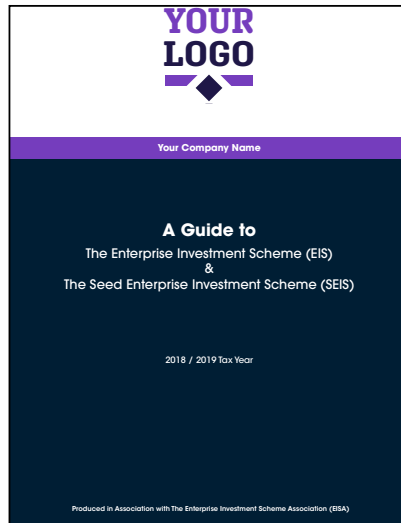 YOUR
LOGO
Your Company Name
A Guide to
The Enterprise Investment Scheme (EIS)
&
The Seed Enterprise Investment Scheme (SEIS)
2018 / 2019 Tax Year
Produced in Association with The Enterprise Investment Scheme Association (EISA)